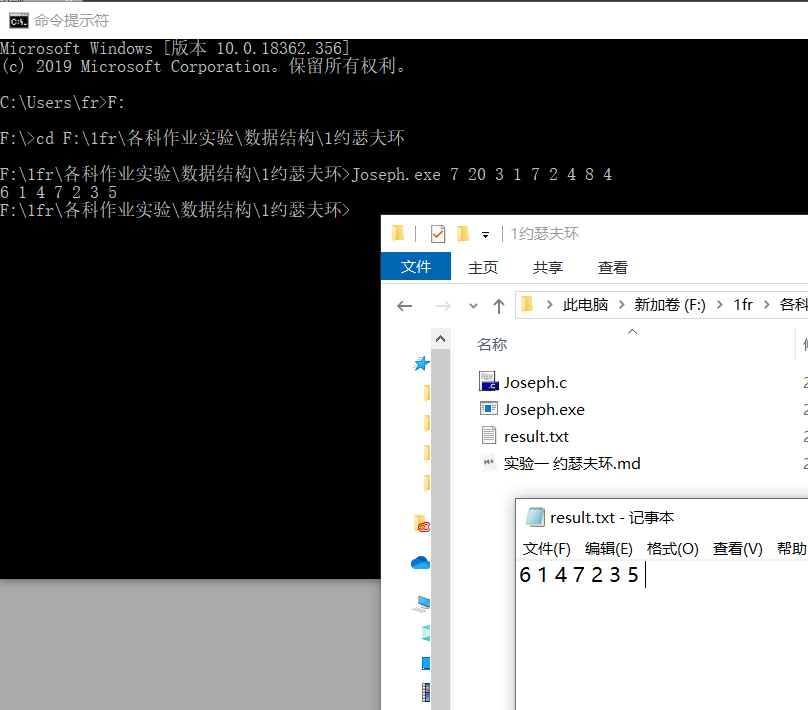 命令提示符
Microsoft Windows [版本 10.0.18362.356]
(c) 2019 Microsoft Corporation。保留所有权利。
C:\Users\fr>F:
F:\>cd F:\1fr\各科作业实验\数据结构\1约瑟夫环
F:\1fr\各科作业实验\数据结构\1约瑟夫环>Joseph.exe 7 20 3 1 7 2 4 8 4
6 1 4 7 2 3 5
F:\1fr\各科作业实验\数据结构\1约瑟夫环>
1约瑟夫环
文件 主页 共享 查看
此电脑 新加卷 (F:) 1fr 各科
名称
Joseph.c
Joseph.exe
result.txt
实验一 约瑟夫环.md
result.txt - 记事本
文件(F) 编辑(E) 格式(O) 查看(V) 帮助
6 1 4 7 2 3 5